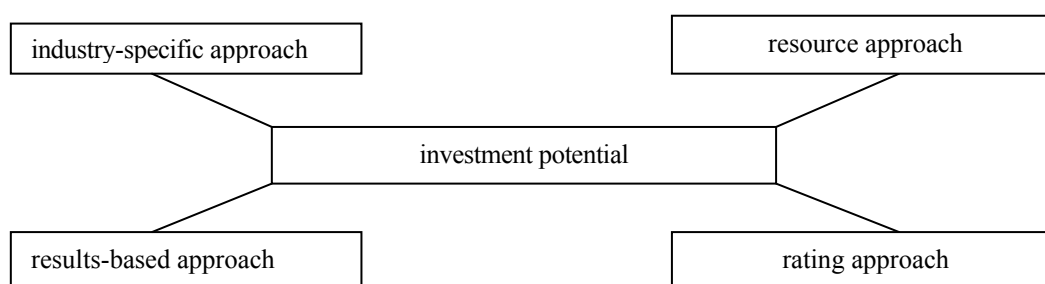 industry-specific approach
resource approach
investment potential
results-based approach
rating approach